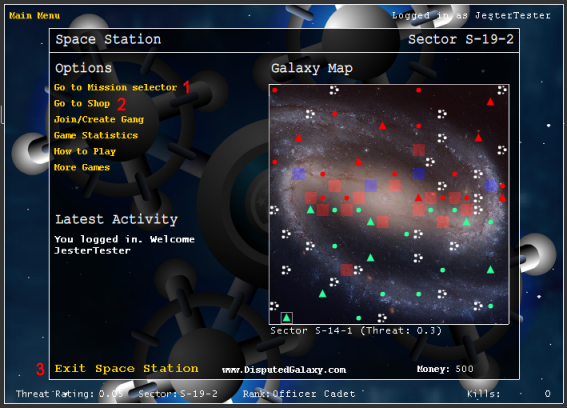 Main Menu Logged in as JesterTester
Space Station Sector S-19-2
Options Galaxy Map
Go to Mission selector 1
Go to Shop 2
Join/Create Gang
Game Statistics
How to Play
More Games
Latest Activity
You logged in. Welcome
JesterTester
Sector S-14-1 (Threat: 0.3)
3 Exit Space Station www.DisputedGalaxy.com Money: 500
Threat Rating: 0.05 Sector: S-19-2 Rank: Officer Cadet Kills: 0